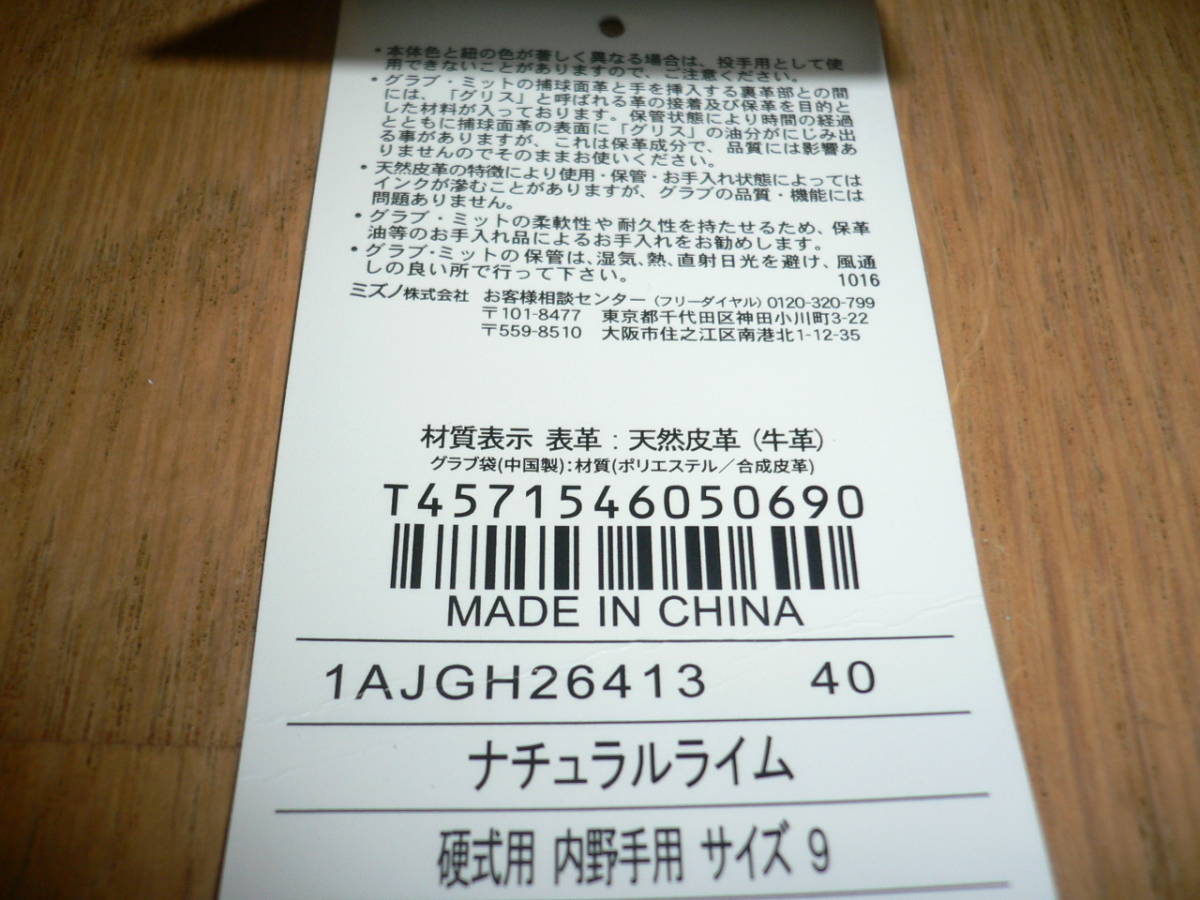 ・本体色と紐の色が著しく異なる場合は、投手用として使
用できないことがありますので、ご注意ください。
・グラブ・ミットの捕球面革と手を挿入する裏革部との間
には、「グリス」と呼ばれる革の接着及び保革を目的と
した材料が入っております。保管状態により時間の経過
とともに捕球面革の表面に「グリス」の油分がにじみ出
る事がありますが、これは保革成分で、品質には影響あ
りませんのでそのままお使いください。
・天然皮革の特徴により使用・保管・お手入れ状態によっては
インクが滲むことがありますが、グラブの品質・機能には
問題ありません。
・グラブ・ミットの柔軟性や耐久性を持たせるため、保革
油等のお手入れ品によるお手入れをお勧めします。
・グラブ・ミットの保管は、湿気、熱、直射日光を避け、風通
しの良い所で行って下さい。 1016
ミズノ株式会社 お客様相談センター（フリーダイヤル）0120-320-799
〒101-8477 東京都千代田区神田小川町3-22
〒559-8510 大阪市住之江区南港北1-12-35
材質表示 表革：天然皮革（牛革）
グラブ袋(中国製):材質(ポリエステル／合成皮革)
T4571546050690
MADE IN CHINA
1AJGH26413 40
ナチュラルライム
硬式用 内野手用 サイズ 9